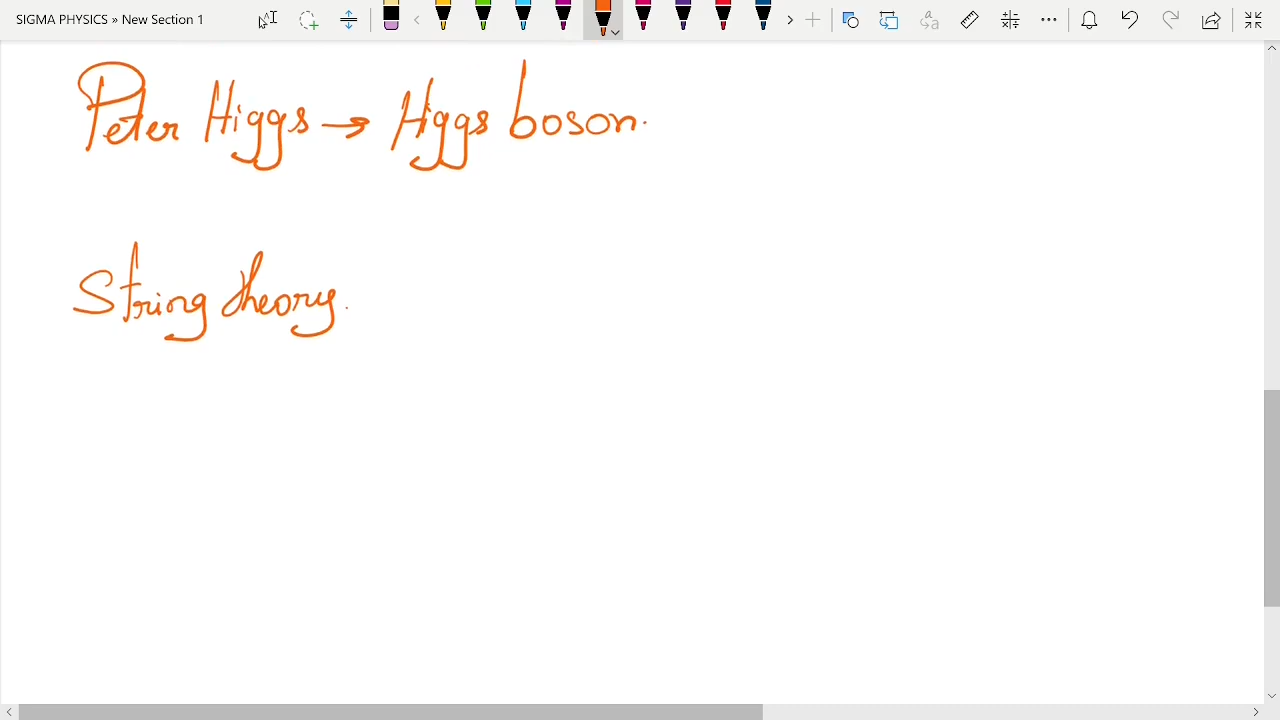 SIGMA PHYSICS » New Section 1
Peter Higgs → Higgs boson.
String theory.